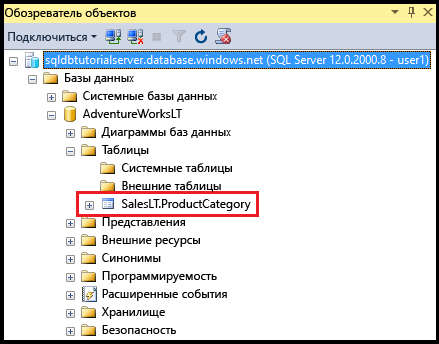 Обозреватель объектов
Подключиться
sqldbtutorialserver.database.windows.net (SQL Server 12.0.2000.8 - user1)
Базы данных
Системные базы данных
AdventureWorksLT
Диаграммы баз данных
Таблицы
Системные таблицы
Внешние таблицы
SalesLT.ProductCategory
Представления
Внешние ресурсы
Синонимы
Программируемость
Расширенные события
Хранилище
Безопасность